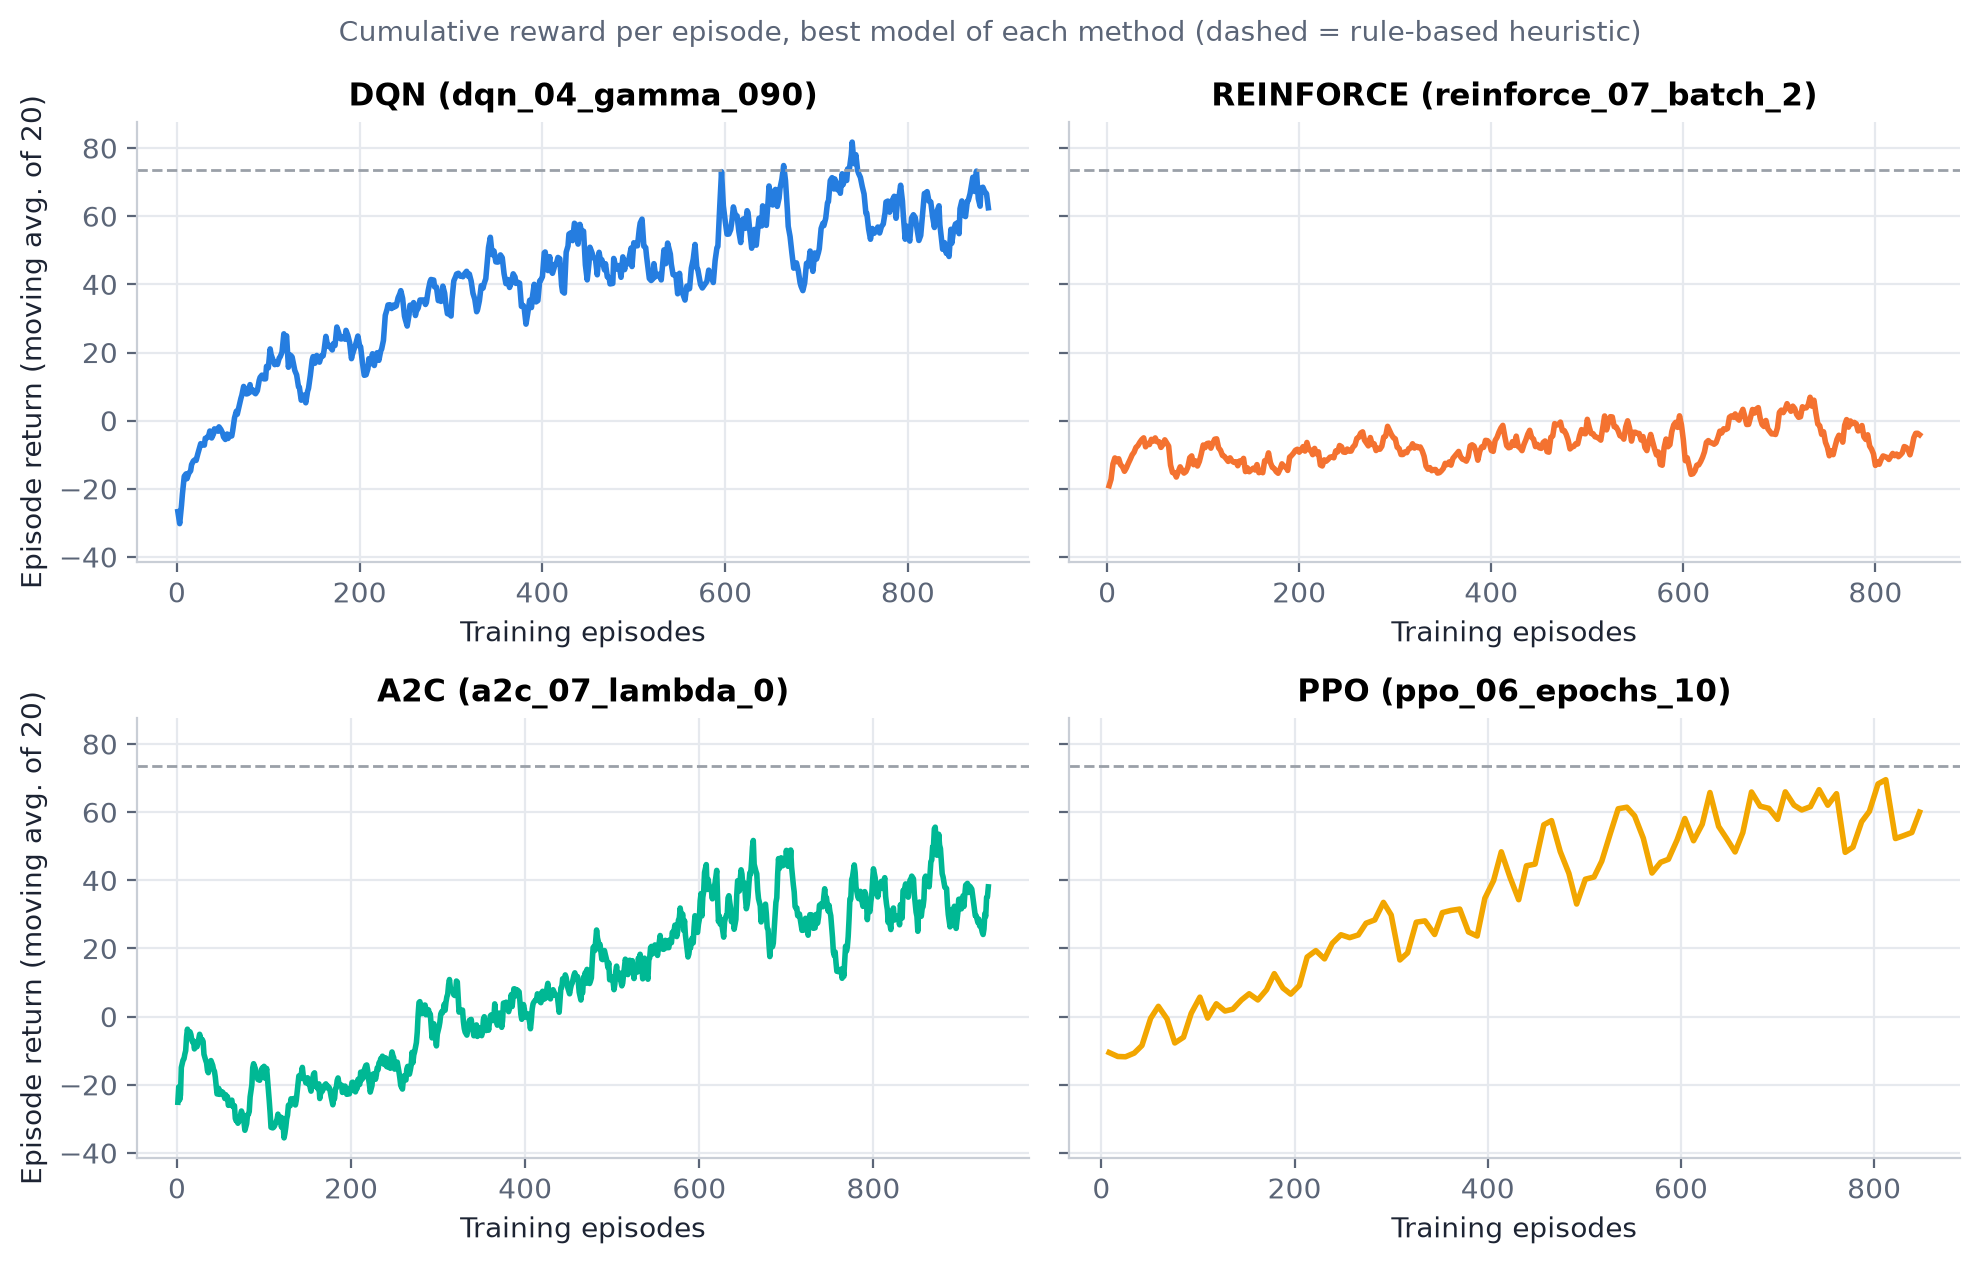 Cumulative reward per episode, best model of each method (dashed = rule-based heuristic)
DQN (dqn_04_gamma_090)
Episode return (moving avg. of 20)
80
60
40
20
0
−20
−40
0 200 400 600 800
Training episodes
REINFORCE (reinforce_07_batch_2)
0 200 400 600 800
Training episodes
A2C (a2c_07_lambda_0)
Episode return (moving avg. of 20)
80
60
40
20
0
−20
−40
0 200 400 600 800
Training episodes
PPO (ppo_06_epochs_10)
0 200 400 600 800
Training episodes